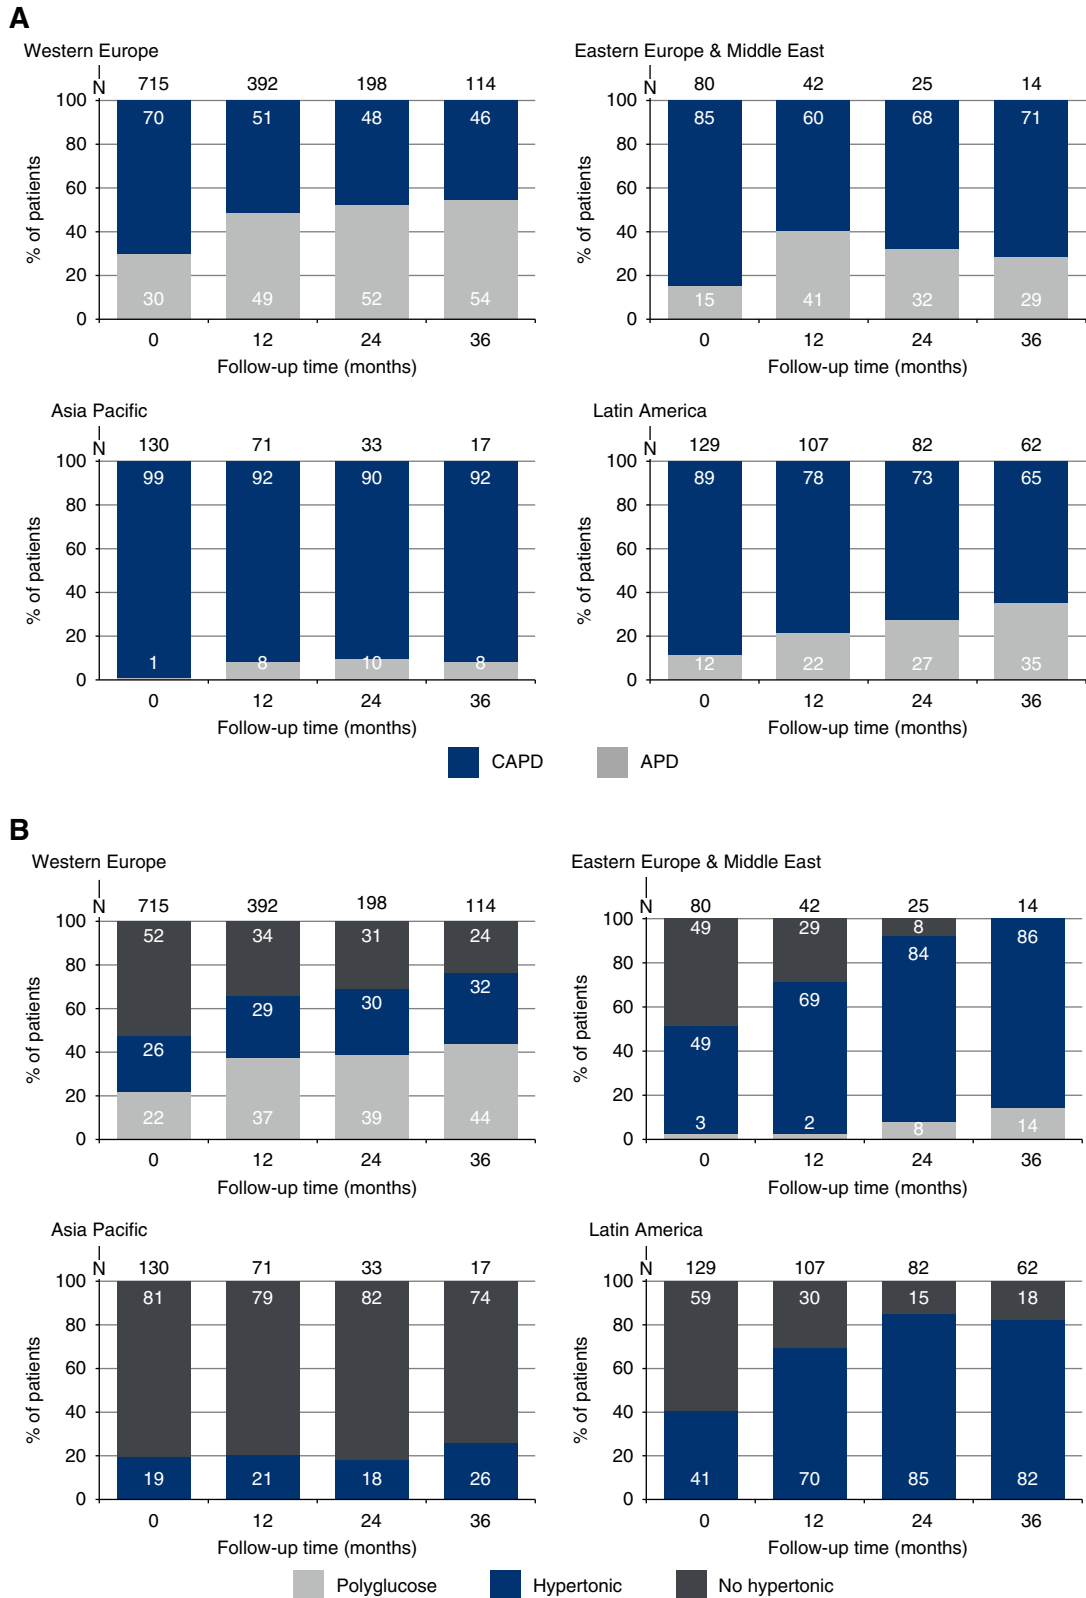 A
Western Europe
Eastern Europe & Middle East
N 715 392 198 114
N 80 42 25 14
100
80
60
40
20
0
% of patients
70 51 48 46
30 49 52 54
0 12 24 36
Follow-up time (months)
100
80
60
40
20
0
% of patients
85 60 68 71
15 41 32 29
0 12 24 36
Follow-up time (months)
Asia Pacific
Latin America
N 130 71 33 17
N 129 107 82 62
100
80
60
40
20
0
% of patients
99 92 90 92
1 8 10 8
0 12 24 36
Follow-up time (months)
100
80
60
40
20
0
% of patients
89 78 73 65
12 22 27 35
0 12 24 36
Follow-up time (months)
CAPD APD
B
Western Europe
Eastern Europe & Middle East
N 715 392 198 114
N 80 42 25 14
100
80
60
40
20
0
% of patients
52 34 31 24
26 29 30 32
22 37 39 44
0 12 24 36
Follow-up time (months)
100
80
60
40
20
0
% of patients
49 29 8
49 69 84 86
3 2 8 14
0 12 24 36
Follow-up time (months)
Asia Pacific
Latin America
N 130 71 33 17
N 129 107 82 62
100
80
60
40
20
0
% of patients
81 79 82 74
19 21 18 26
0 12 24 36
Follow-up time (months)
100
80
60
40
20
0
% of patients
59 30 15 18
41 70 85 82
0 12 24 36
Follow-up time (months)
Polyglucose Hypertonic No hypertonic